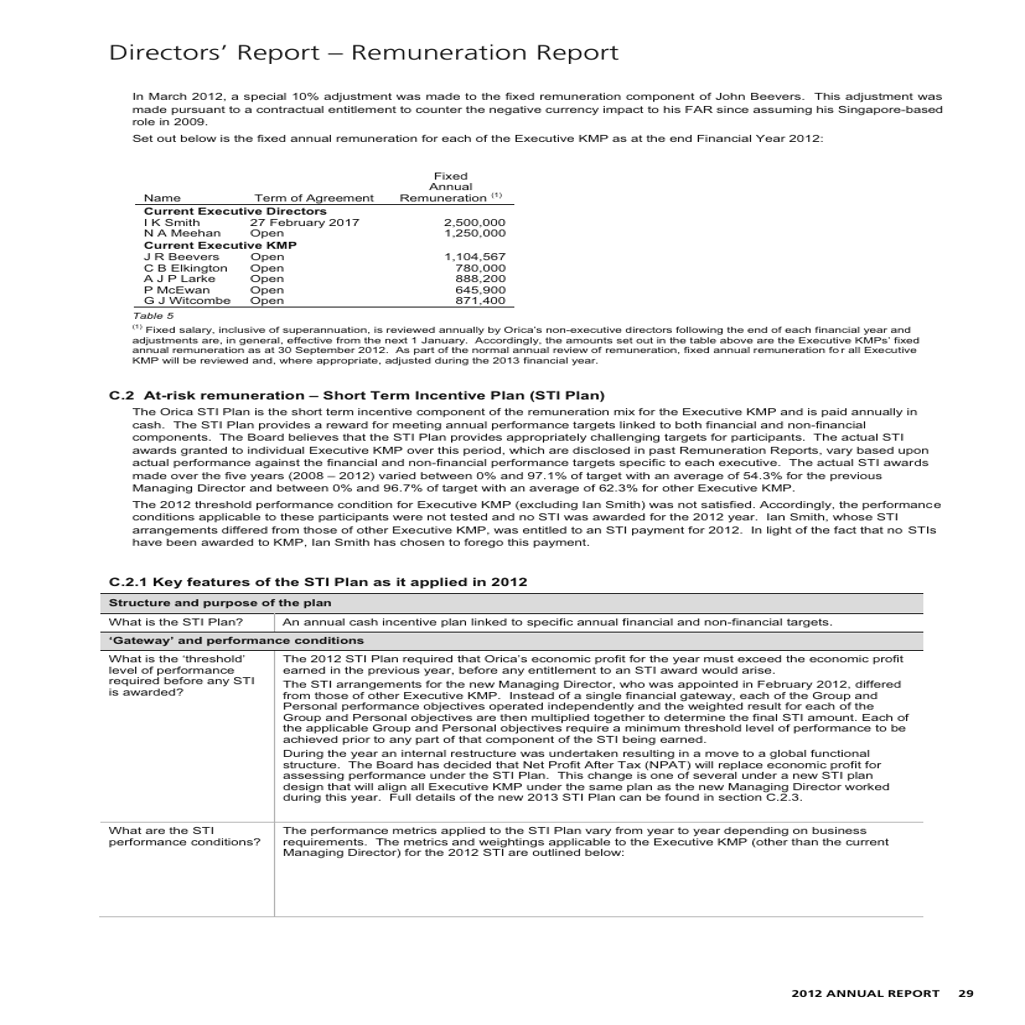 Directors' Report – Remuneration Report
In March 2012, a special 10% adjustment was made to the fixed remuneration component of John Beevers. This adjustment was
made pursuant to a contractual entitlement to counter the negative currency impact to his FAR since assuming his Singapore-based
role in 2009.
Set out below is the fixed annual remuneration for each of the Executive KMP as at the end Financial Year 2012:
Fixed
Annual
Name Term of Agreement Remuneration (1)
Current Executive Directors
I K Smith 27 February 2017 2,500,000
N A Meehan Open 1,250,000
Current Executive KMP
J R Beevers Open 1,104,567
C B Elkington Open 780,000
A J P Larke Open 888,200
P McEwan Open 645,900
G J Witcombe Open 871,400
Table 5
(1) Fixed salary, inclusive of superannuation, is reviewed annually by Orica's non-executive directors following the end of each financial year and
adjustments are, in general, effective from the next 1 January. Accordingly, the amounts set out in the table above are the Executive KMPs' fixed
annual remuneration as at 30 September 2012. As part of the normal annual review of remuneration, fixed annual remuneration for all Executive
KMP will be reviewed and, where appropriate, adjusted during the 2013 financial year.
C.2 At-risk remuneration – Short Term Incentive Plan (STI Plan)
The Orica STI Plan is the short term incentive component of the remuneration mix for the Executive KMP and is paid annually in
cash. The STI Plan provides a reward for meeting annual performance targets linked to both financial and non-financial
components. The Board believes that the STI Plan provides appropriately challenging targets for participants. The actual STI
awards granted to individual Executive KMP over this period, which are disclosed in past Remuneration Reports, vary based upon
actual performance against the financial and non-financial performance targets specific to each executive. The actual STI awards
made over the five years (2008 – 2012) varied between 0% and 97.1% of target with an average of 54.3% for the previous
Managing Director and between 0% and 96.7% of target with an average of 62.3% for other Executive KMP.
The 2012 threshold performance condition for Executive KMP (excluding Ian Smith) was not satisfied. Accordingly, the performance
conditions applicable to these participants were not tested and no STI was awarded for the 2012 year. Ian Smith, whose STI
arrangements differed from those of other Executive KMP, was entitled to an STI payment for 2012. In light of the fact that no STIs
have been awarded to KMP, Ian Smith has chosen to forego this payment.
C.2.1 Key features of the STI Plan as it applied in 2012
Structure and purpose of the plan
What is the STI Plan? An annual cash incentive plan linked to specific annual financial and non-financial targets.
'Gateway' and performance conditions
What is the 'threshold'
level of performance
required before any STI
is awarded?
The 2012 STI Plan required that Orica's economic profit for the year must exceed the economic profit
earned in the previous year, before any entitlement to an STI award would arise.
The STI arrangements for the new Managing Director, who was appointed in February 2012, differed
from those of other Executive KMP. Instead of a single financial gateway, each of the Group and
Personal performance objectives operated independently and the weighted result for each of the
Group and Personal objectives are then multiplied together to determine the final STI amount. Each of
the applicable Group and Personal objectives require a minimum threshold level of performance to be
achieved prior to any part of that component of the STI being earned.
During the year an internal restructure was undertaken resulting in a move to a global functional
structure. The Board has decided that Net Profit After Tax (NPAT) will replace economic profit for
assessing performance under the STI Plan. This change is one of several under a new STI plan
design that will align all Executive KMP under the same plan as the new Managing Director worked
during this year. Full details of the new 2013 STI Plan can be found in section C.2.3.
What are the STI
performance conditions?
The performance metrics applied to the STI Plan vary from year to year depending on business
requirements. The metrics and weightings applicable to the Executive KMP (other than the current
Managing Director) for the 2012 STI are outlined below:
2012 ANNUAL REPORT 29